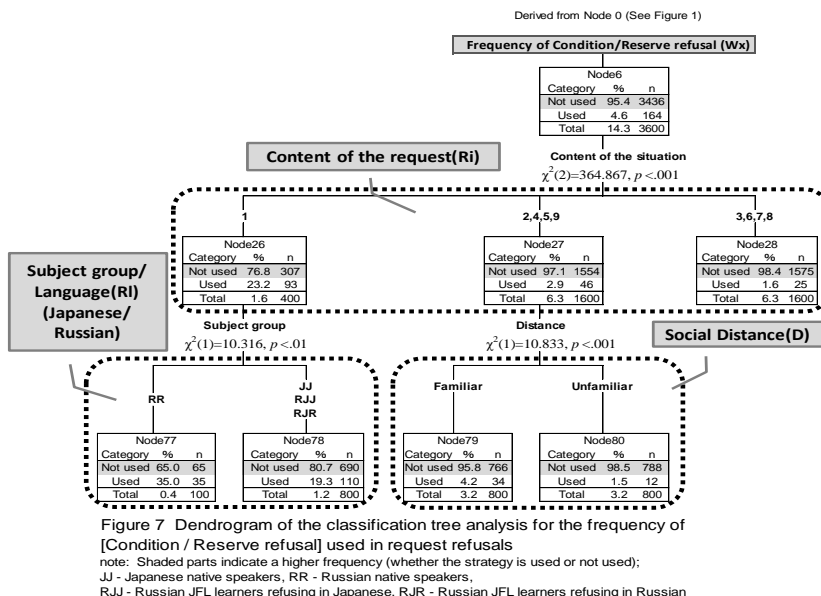 Derived from Node 0 (See Figure 1)
Frequency of Condition/Reserve refusal (Wx)
Node6
Category % n
Not used 95.4 3436
Used 4.6 164
Total 14.3 3600
Content of the request(Ri)
Content of the situation
χ²(2)=364.867, p <.001
1
2,4,5,9
3,6,7,8
Node26
Category % n
Not used 76.8 307
Used 23.2 93
Total 1.6 400
Node27
Category % n
Not used 97.1 1554
Used 2.9 46
Total 6.3 1600
Node28
Category % n
Not used 98.4 1575
Used 1.6 25
Total 6.3 1600
Subject group/
Language(Rl)
(Japanese/
Russian)
Subject group
χ²(1)=10.316, p <.01
Distance
χ²(1)=10.833, p <.001
Social Distance(D)
RR
JJ
RJJ
RJR
Familiar
Unfamiliar
Node77
Category % n
Not used 65.0 65
Used 35.0 35
Total 0.4 100
Node78
Category % n
Not used 80.7 690
Used 19.3 110
Total 1.2 800
Node79
Category % n
Not used 95.8 766
Used 4.2 34
Total 3.2 800
Node80
Category % n
Not used 98.5 788
Used 1.5 12
Total 3.2 800
Figure 7 Dendrogram of the classification tree analysis for the frequency of
[Condition / Reserve refusal] used in request refusals
note: Shaded parts indicate a higher frequency (whether the strategy is used or not used);
JJ - Japanese native speakers, RR - Russian native speakers,
RJJ - Russian JFL learners refusing in Japanese, RJR - Russian JFL learners refusing in Russian